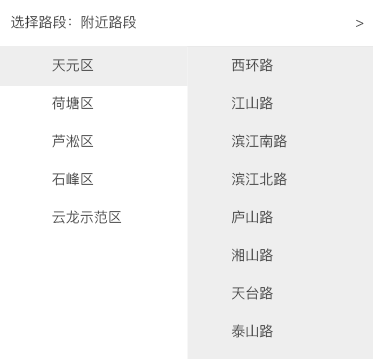 选择路段：附近路段 >
天元区
荷塘区
芦淞区
石峰区
云龙示范区
西环路
江山路
滨江南路
滨江北路
庐山路
湘山路
天台路
泰山路